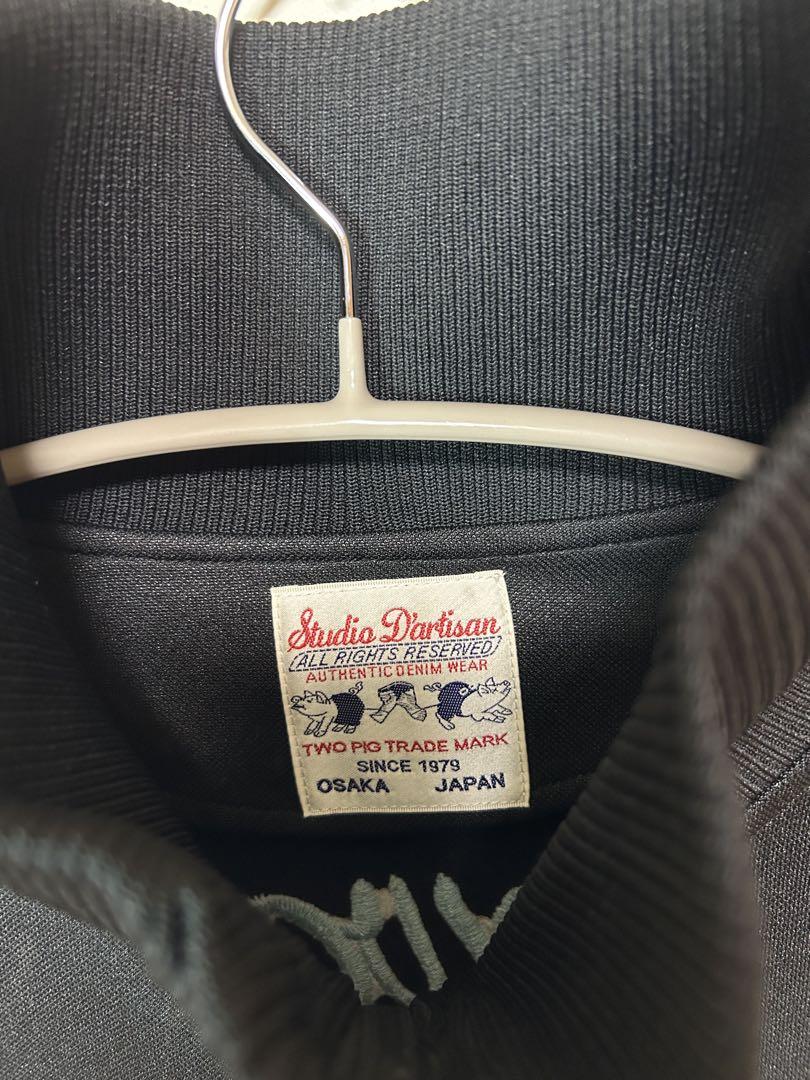 Studio D'artisan
(ALL RIGHTS RESERVED)
AUTHENTIC DENIM WEAR
TWO PIG TRADE MARK
SINCE 1979
OSAKA JAPAN